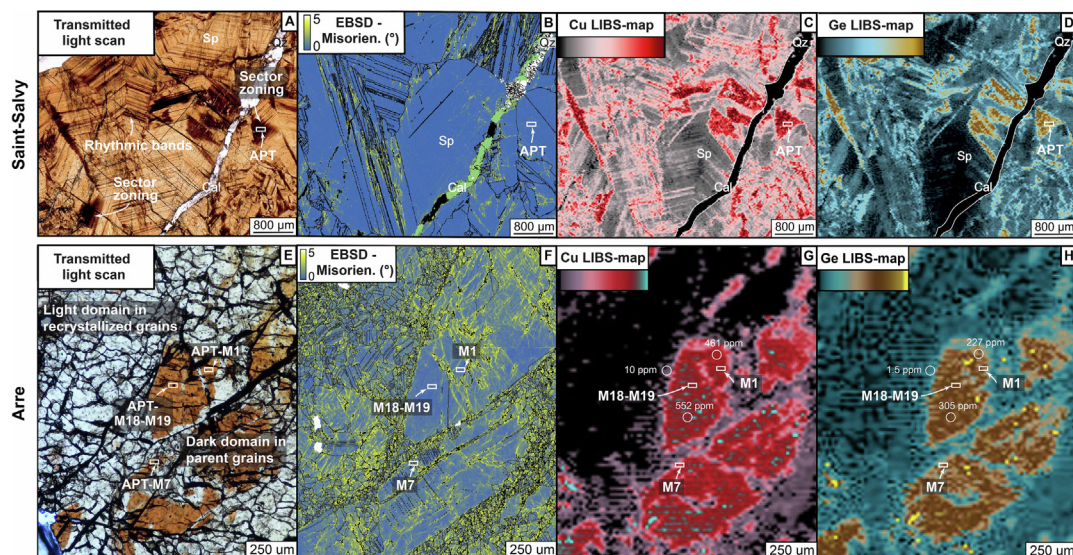 Saint-Salvy
Transmitted
light scan
A
Sp
Sector
zoning
APT
Rhythmic bands
Sector
zoning
Cal
800 µm
5
0
EBSD -
Misorien. (°)
B
Qz
APT
Sp
Cal
800 µm
Cu LIBS-map
C
Qz
APT
Sp
Cal
800 µm
Ge LIBS-map
D
Qz
APT
Sp
Cal
800 µm
Arre
Transmitted
light scan
E
Light domain in
recrystallized grains
APT-M1
APT-
M18-M19
Dark domain in
parent grains
APT-M7
250 um
5
0
EBSD -
Misorien. (°)
F
M1
M18-M19
M7
250 um
Cu LIBS-map
G
461 ppm
10 ppm
M1
M18-M19
552 ppm
M7
250 um
Ge LIBS-map
H
227 ppm
1.5 ppm
M1
M18-M19
305 ppm
M7
250 um